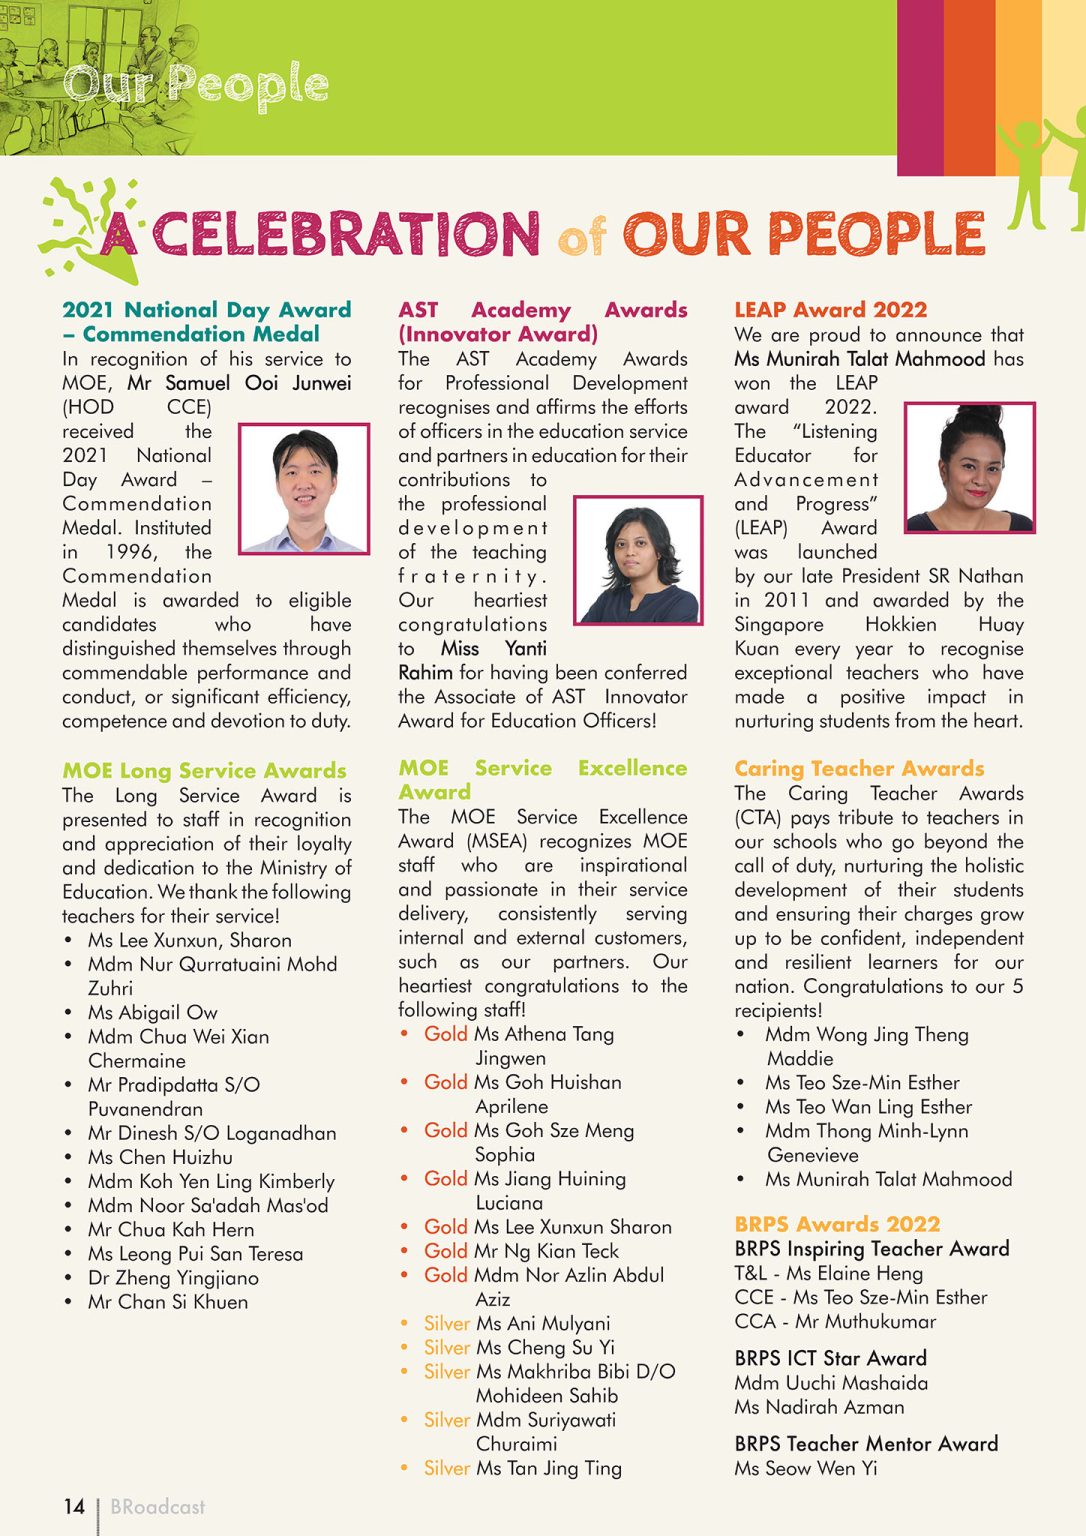 Our People
A CELEBRATION of OUR PEOPLE
2021 National Day Award
– Commendation Medal
In recognition of his service to
MOE, Mr Samuel Ooi Junwei
(HOD CCE)
received the
2021 National
Day Award –
Commendation
Medal. Instituted
in 1996, the
Commendation
Medal is awarded to eligible
candidates who have
distinguished themselves through
commendable performance and
conduct, or significant efficiency,
competence and devotion to duty.
MOE Long Service Awards
The Long Service Award is
presented to staff in recognition
and appreciation of their loyalty
and dedication to the Ministry of
Education. We thank the following
teachers for their service!
• Ms Lee Xunxun, Sharon
• Mdm Nur Qurratuaini Mohd
Zuhri
• Ms Abigail Ow
• Mdm Chua Wei Xian
Chermaine
• Mr Pradipdatta S/O
Puvanendran
• Mr Dinesh S/O Loganadhan
• Ms Chen Huizhu
• Mdm Koh Yen Ling Kimberly
• Mdm Noor Sa'adah Mas'od
• Mr Chua Kah Hern
• Ms Leong Pui San Teresa
• Dr Zheng Yingjiano
• Mr Chan Si Khuen
AST Academy Awards
(Innovator Award)
The AST Academy Awards
for Professional Development
recognises and affirms the efforts
of officers in the education service
and partners in education for their
contributions to
the professional
development
of the teaching
fraternity.
Our heartiest
congratulations
to Miss Yanti
Rahim for having been conferred
the Associate of AST Innovator
Award for Education Officers!
MOE Service Excellence
Award
The MOE Service Excellence
Award (MSEA) recognizes MOE
staff who are inspirational
and passionate in their service
delivery, consistently serving
internal and external customers,
such as our partners. Our
heartiest congratulations to the
following staff!
• Gold Ms Athena Tang
Jingwen
• Gold Ms Goh Huishan
Aprilene
• Gold Ms Goh Sze Meng
Sophia
• Gold Ms Jiang Huining
Luciana
• Gold Ms Lee Xunxun Sharon
• Gold Mr Ng Kian Teck
• Gold Mdm Nor Azlin Abdul
Aziz
• Silver Ms Ani Mulyani
• Silver Ms Cheng Su Yi
• Silver Ms Makhriba Bibi D/O
Mohideen Sahib
• Silver Mdm Suriyawati
Churaimi
• Silver Ms Tan Jing Ting
LEAP Award 2022
We are proud to announce that
Ms Munirah Talat Mahmood has
won the LEAP
award 2022.
The “Listening
Educator for
Advancement
and Progress”
(LEAP) Award
was launched
by our late President SR Nathan
in 2011 and awarded by the
Singapore Hokkien Huay
Kuan every year to recognise
exceptional teachers who have
made a positive impact in
nurturing students from the heart.
Caring Teacher Awards
The Caring Teacher Awards
(CTA) pays tribute to teachers in
our schools who go beyond the
call of duty, nurturing the holistic
development of their students
and ensuring their charges grow
up to be confident, independent
and resilient learners for our
nation. Congratulations to our 5
recipients!
• Mdm Wong Jing Theng
Maddie
• Ms Teo Sze-Min Esther
• Ms Teo Wan Ling Esther
• Mdm Thong Minh-Lynn
Genevieve
• Ms Munirah Talat Mahmood
BRPS Awards 2022
BRPS Inspiring Teacher Award
T&L - Ms Elaine Heng
CCE - Ms Teo Sze-Min Esther
CCA - Mr Muthukumar
BRPS ICT Star Award
Mdm Uuchi Mashaida
Ms Nadirah Azman
BRPS Teacher Mentor Award
Ms Seow Wen Yi
14 BRoadcast